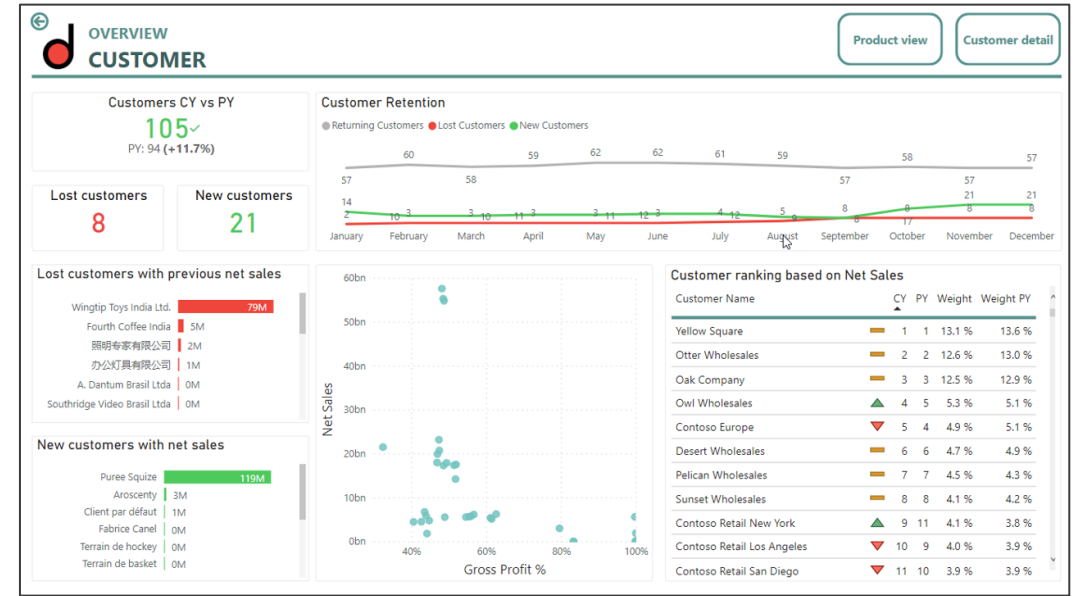 OVERVIEW
CUSTOMER
Product view
Customer detail
Customers CY vs PY
105
PY: 94 (+11.7%)
Lost customers
8
New customers
21
Customer Retention
Returning Customers Lost Customers New Customers
60 59 62 62 61 59 58 57
57 58 57 57
14 8 8 21 21
2 10 3 3 10 11 3 3 11 12 3 4 12 5 9 8 17 8 8
January February March April May June July August September October November December
Lost customers with previous net sales
Wingtip Toys India Ltd. 79M
Fourth Coffee India 5M
照明专家有限公司 2M
办公灯具有限公司 1M
A. Dantum Brasil Ltda 0M
Southridge Video Brasil Ltda 0M
New customers with net sales
Puree Squize 119M
Aroscenty 3M
Client par défaut 1M
Fabrice Canel 0M
Terrain de hockey 0M
Terrain de basket 0M
Net Sales
60bn
50bn
40bn
30bn
20bn
10bn
0bn
40% 60% 80% 100%
Gross Profit %
Customer ranking based on Net Sales
Customer Name CY PY Weight Weight PY
Yellow Square 1 1 13.1 % 13.6 %
Otter Wholesales 2 2 12.6 % 13.0 %
Oak Company 3 3 12.5 % 12.9 %
Owl Wholesales 4 5 5.3 % 5.1 %
Contoso Europe 5 4 4.9 % 5.1 %
Desert Wholesales 6 6 4.7 % 4.9 %
Pelican Wholesales 7 7 4.5 % 4.3 %
Sunset Wholesales 8 8 4.1 % 4.2 %
Contoso Retail New York 9 11 4.1 % 3.8 %
Contoso Retail Los Angeles 10 9 4.0 % 3.9 %
Contoso Retail San Diego 11 10 3.9 % 3.9 %